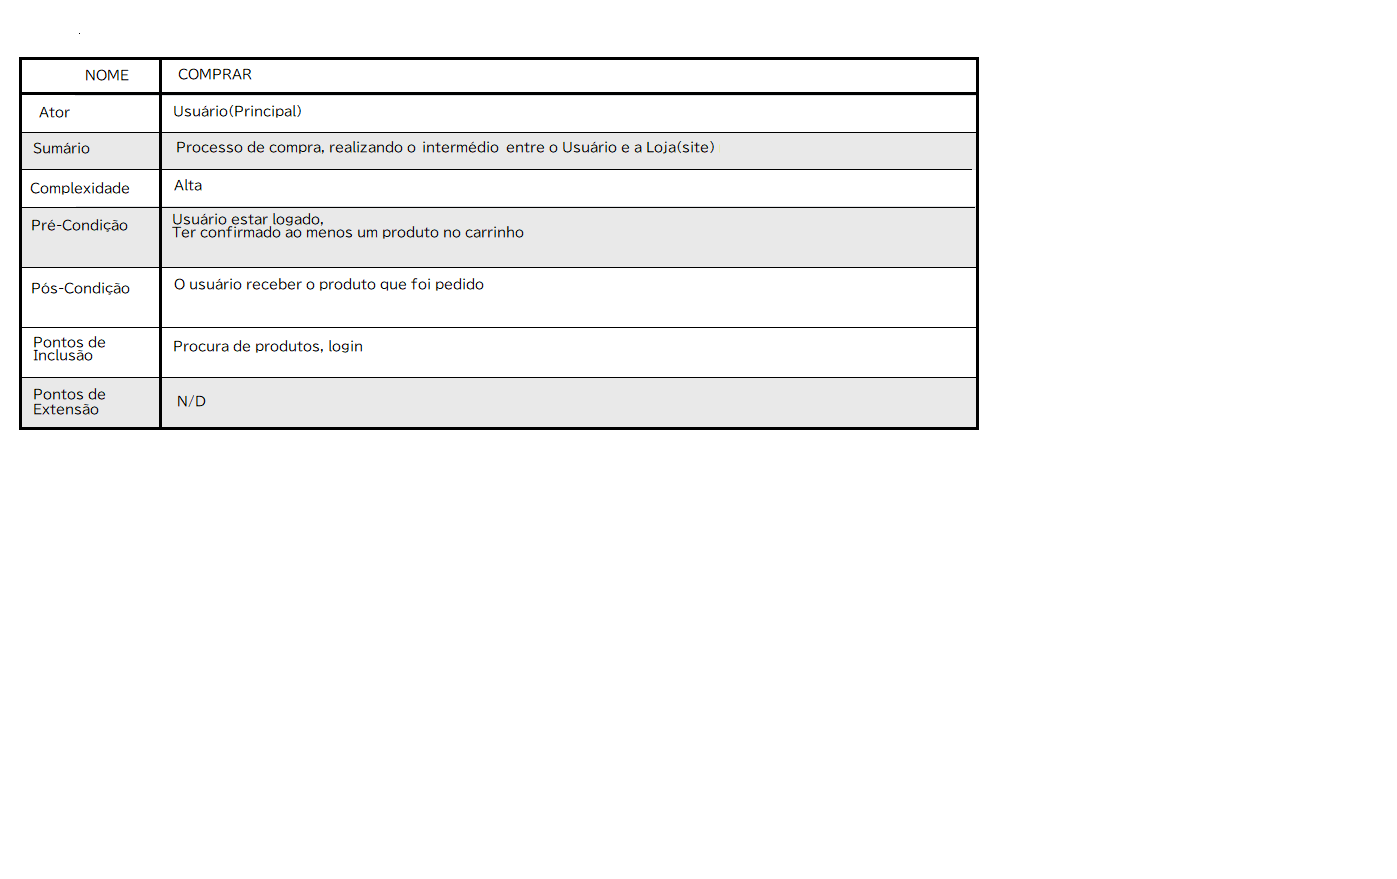 NOME COMPRAR
Ator Usuário(Principal)
Sumário Processo de compra, realizando o intermédio entre o Usuário e a Loja(site)
Complexidade Alta
Pré-Condição Usuário estar logado,
Ter confirmado ao menos um produto no carrinho
Pós-Condição O usuário receber o produto que foi pedido
Pontos de
Inclusão Procura de produtos, login
Pontos de
Extensão N/D